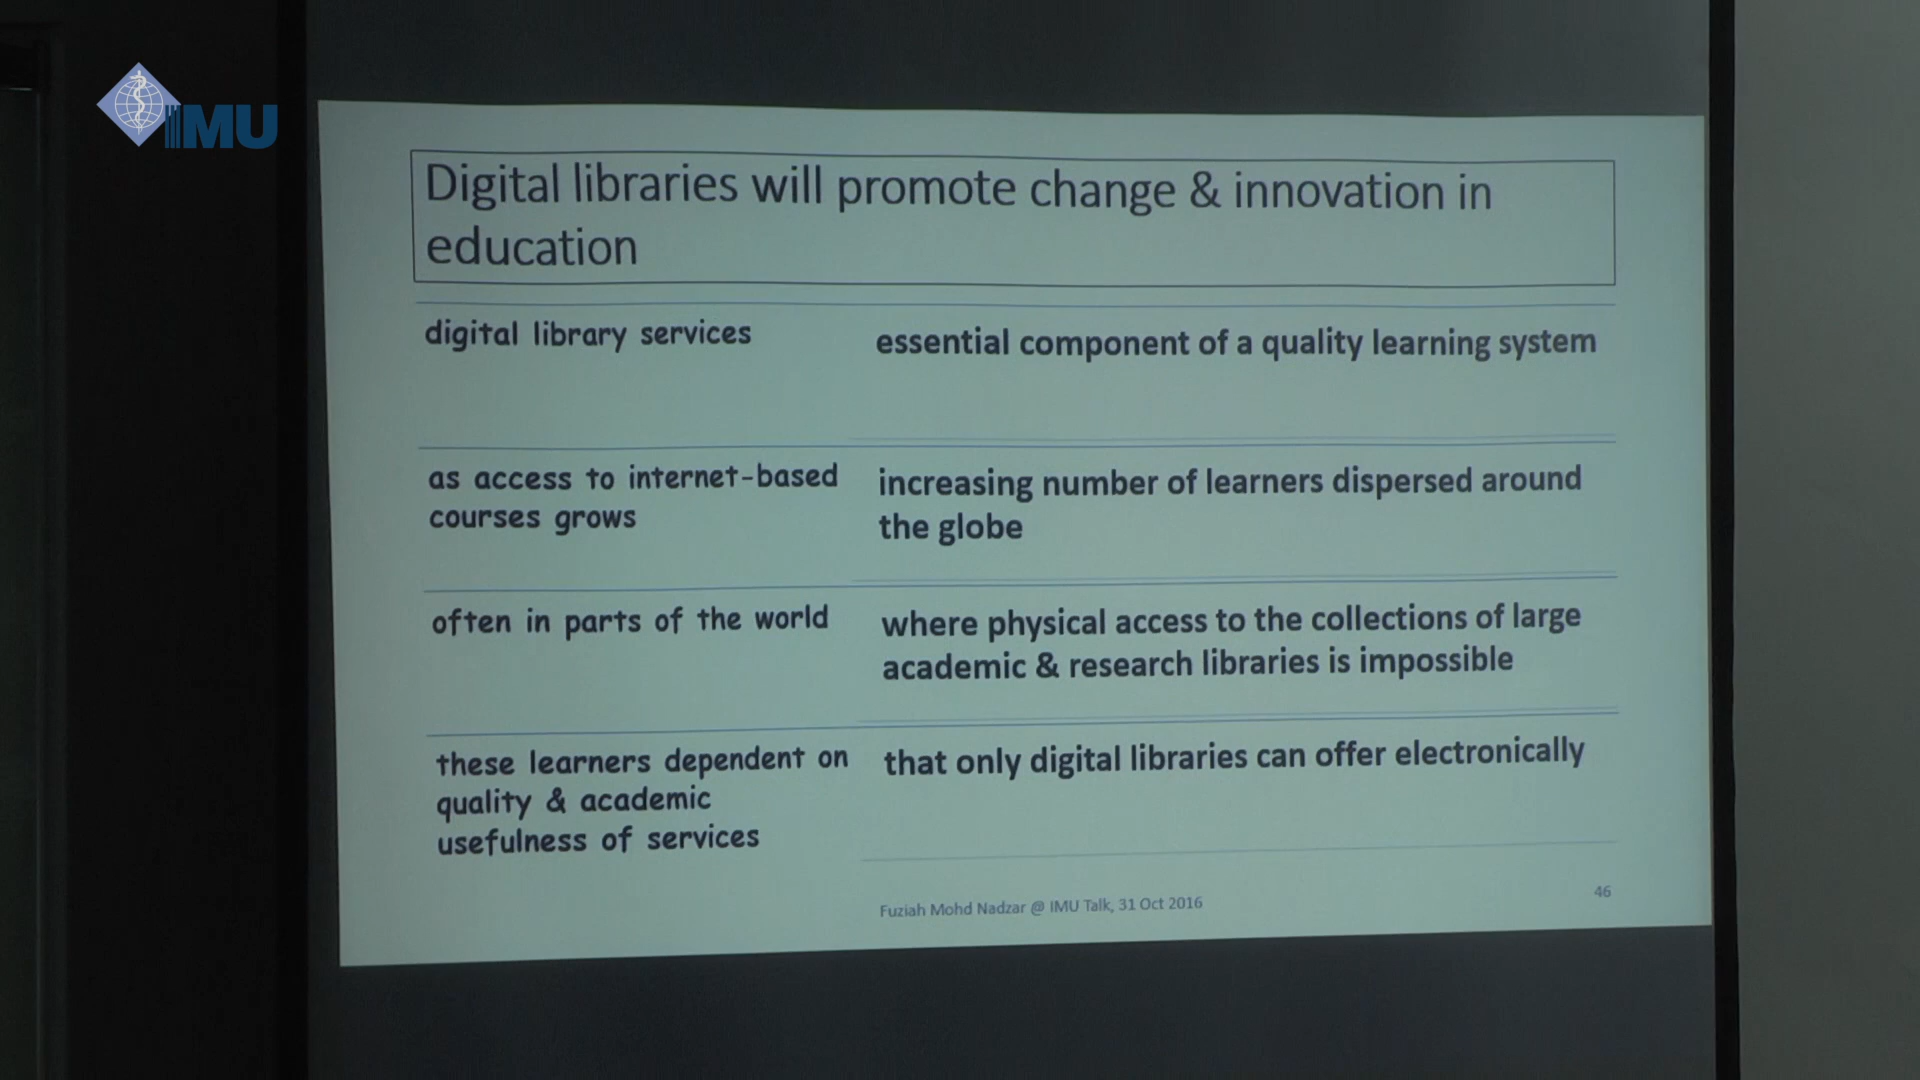 IMU
Digital libraries will promote change & innovation in
education
digital library services
essential component of a quality learning system
as access to internet-based
courses grows
increasing number of learners dispersed around
the globe
often in parts of the world
where physical access to the collections of large
academic & research libraries is impossible
these learners dependent on
quality & academic
usefulness of services
that only digital libraries can offer electronically
Fuziah Mohd Nadzar @ IMU Talk, 31 Oct 2016
46